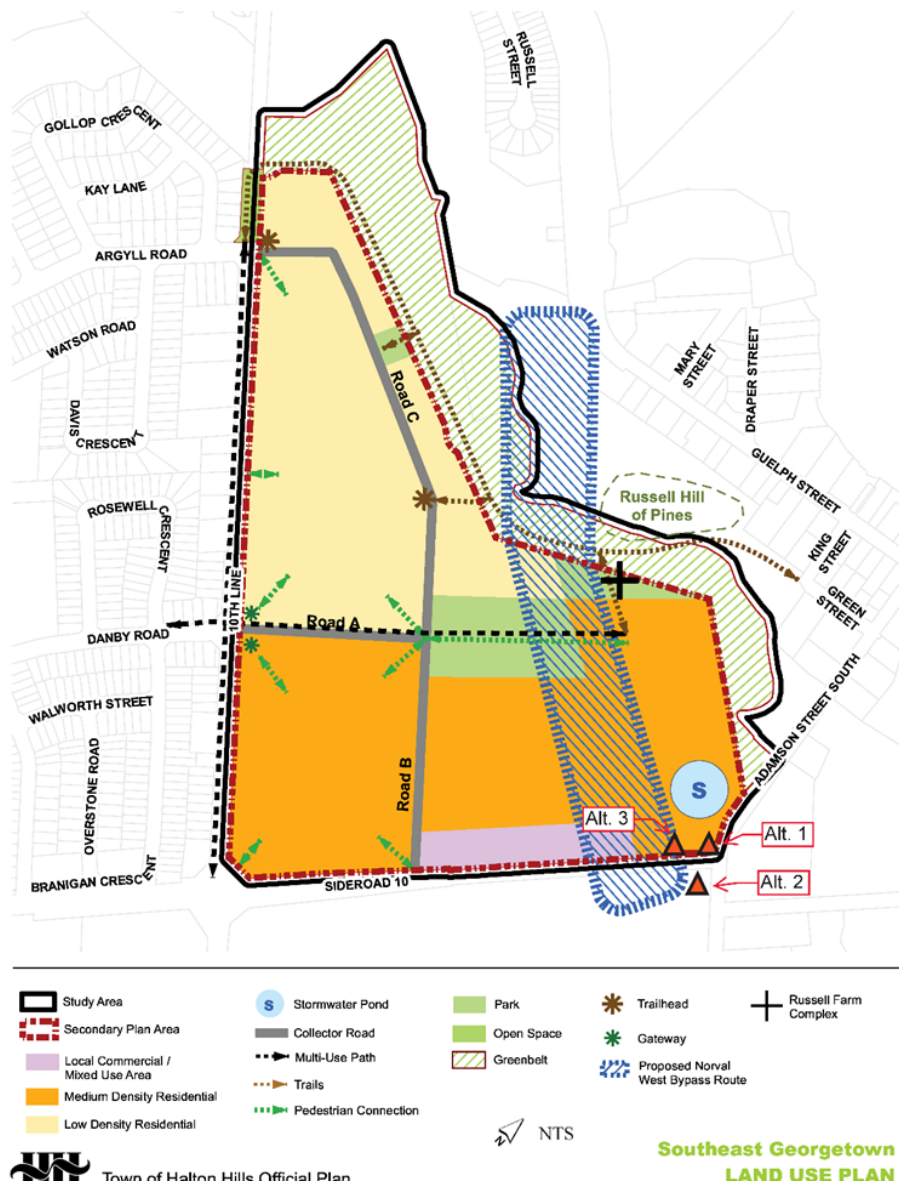 RUSSELL
STREET
GOLLOP CRESCENT
KAY LANE
ARGYLL ROAD
WATSON ROAD
DAVIS
CRESCENT
ROSEWELL
CRESCENT
10TH LINE
DANBY ROAD
WALWORTH STREET
OVERSTONE ROAD
BRANIGAN CRESCENT
SIDEROAD 10
Road C
Road A
Road B
MARY
STREET
DRAPER STREET
GUELPH STREET
Russell Hill
of Pines
KING
STREET
GREEN
STREET
ADAMSON STREET SOUTH
S
Alt. 3
Alt. 1
Alt. 2
Study Area
Secondary Plan Area
Local Commercial /
Mixed Use Area
Medium Density Residential
Low Density Residential
S
Stormwater Pond
Collector Road
Multi-Use Path
Trails
Pedestrian Connection
Park
Open Space
Greenbelt
Trailhead
Gateway
Proposed Norval
West Bypass Route
Russell Farm
Complex
NTS
Southeast Georgetown
LAND USE PLAN
Town of Halton Hills Official Plan